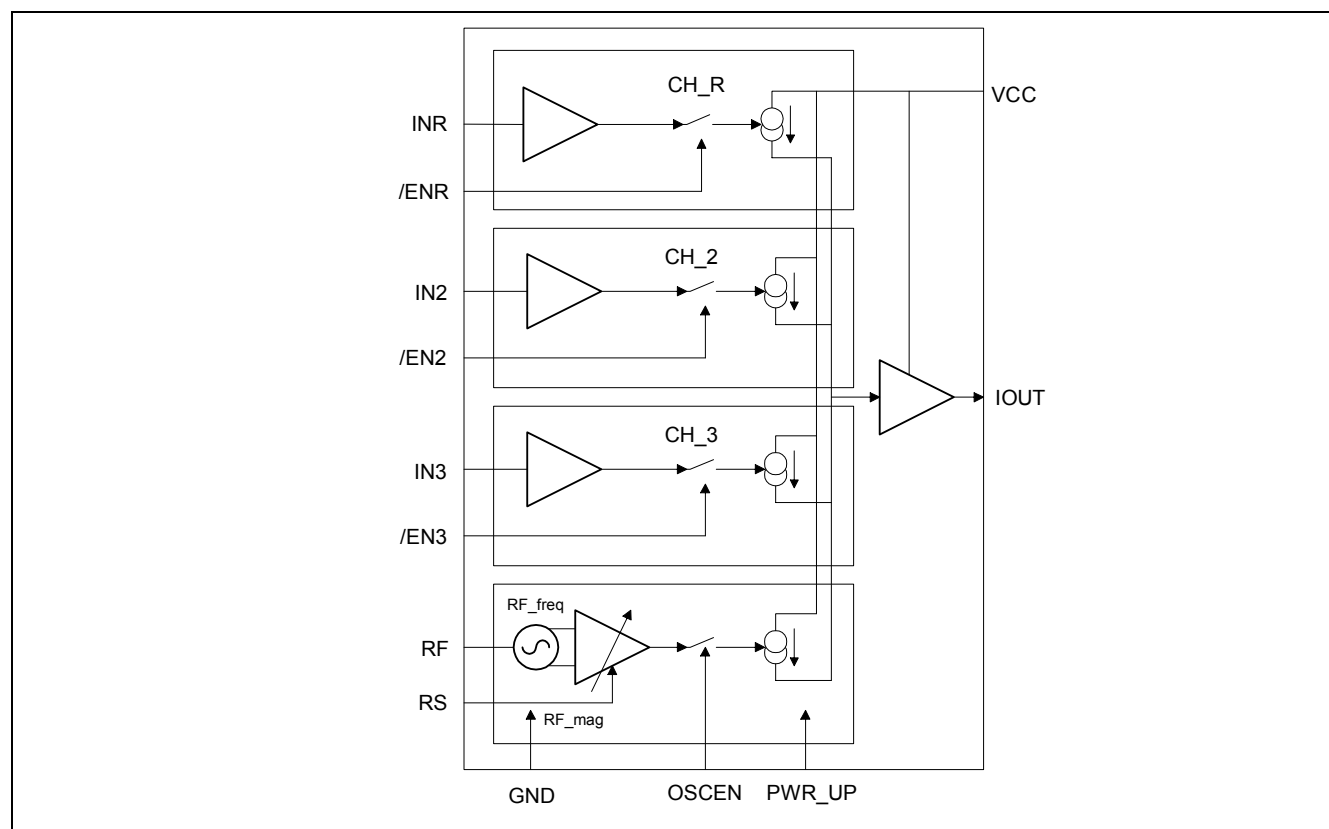 CH_R
VCC
INR
/ENR
CH_2
IN2
/EN2
IOUT
CH_3
IN3
/EN3
RF_freq
RF
RS
RF_mag
GND
OSCEN
PWR_UP